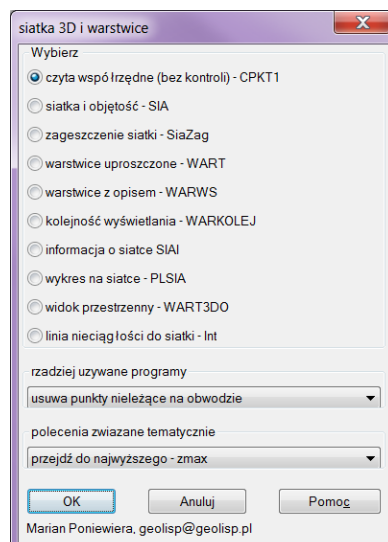 siatka 3D i warstwice
Wybierz
czyta współrzędne (bez kontroli) - CPKT1
siatka i objętość - SIA
zageszczenie siatki - SiaZag
warstwice uproszczone - WART
warstwice z opisem - WARWS
kolejność wyświetlania - WARKOLEJ
informacja o siatce SIAI
wykres na siatce - PLSIA
widok przestrzenny - WART3DO
linia nieciągłości do siatki - Int
rzadziej uzywane programy
usuwa punkty nieleżące na obwodzie
polecenia zwiazane tematycznie
przejdź do najwyższego - zmax
OK Anuluj Pomoc
Marian Poniewiera, geolisp@geolisp.pl